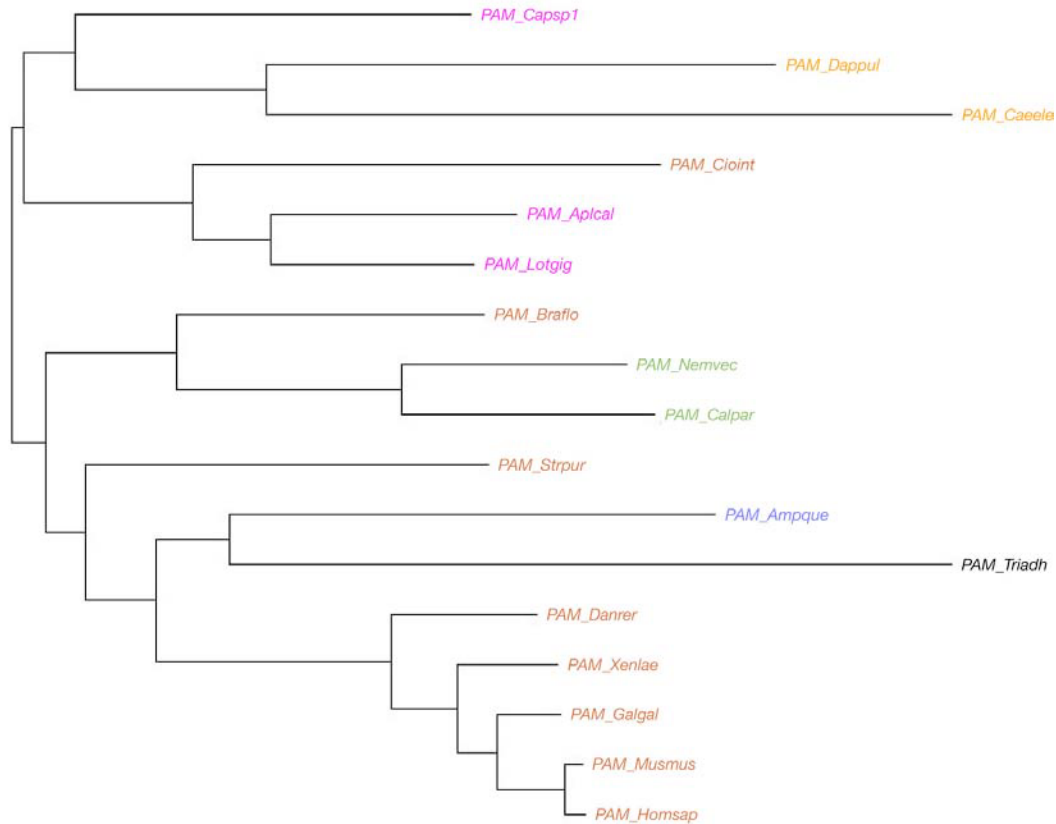 PAM_Capsp1
PAM_Dappul
PAM_Caeele
PAM_Cioint
PAM_Aplcal
PAM_Lotgig
PAM_Braflo
PAM_Nemvec
PAM_Calpar
PAM_Strpur
PAM_Ampque
PAM_Triadh
PAM_Danrer
PAM_Xenlae
PAM_Galgal
PAM_Musmus
PAM_Homsap